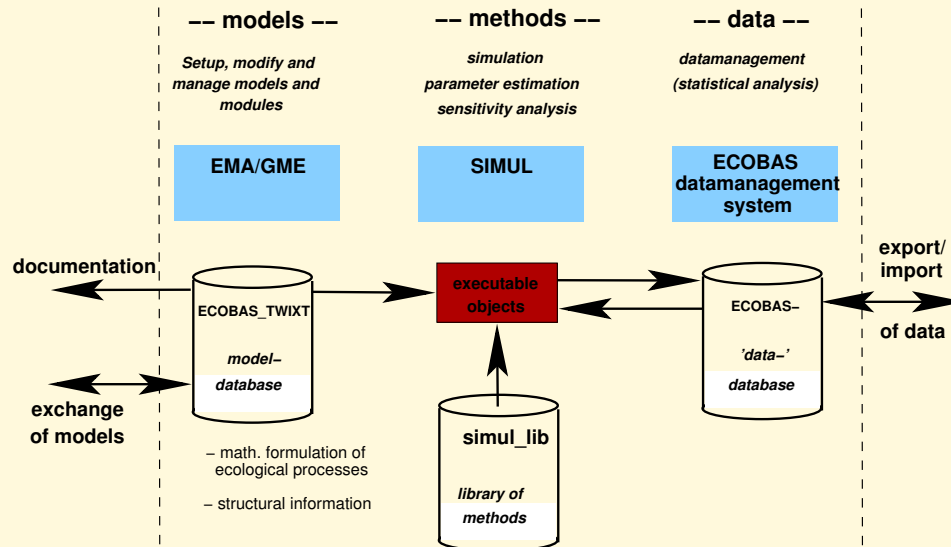 -- models --
-- methods --
-- data --
Setup, modify and
manage models and
modules
simulation
parameter estimation
sensitivity analysis
datamanagement
(statistical analysis)
EMA/GME
SIMUL
ECOBAS
datamanagement
system
documentation
exchange
of models
ECOBAS_TWIXT
model-
database
- math. formulation of
ecological processes
- structural information
executable
objects
simul_lib
library of
methods
ECOBAS-
'data-'
database
export/
import
of data